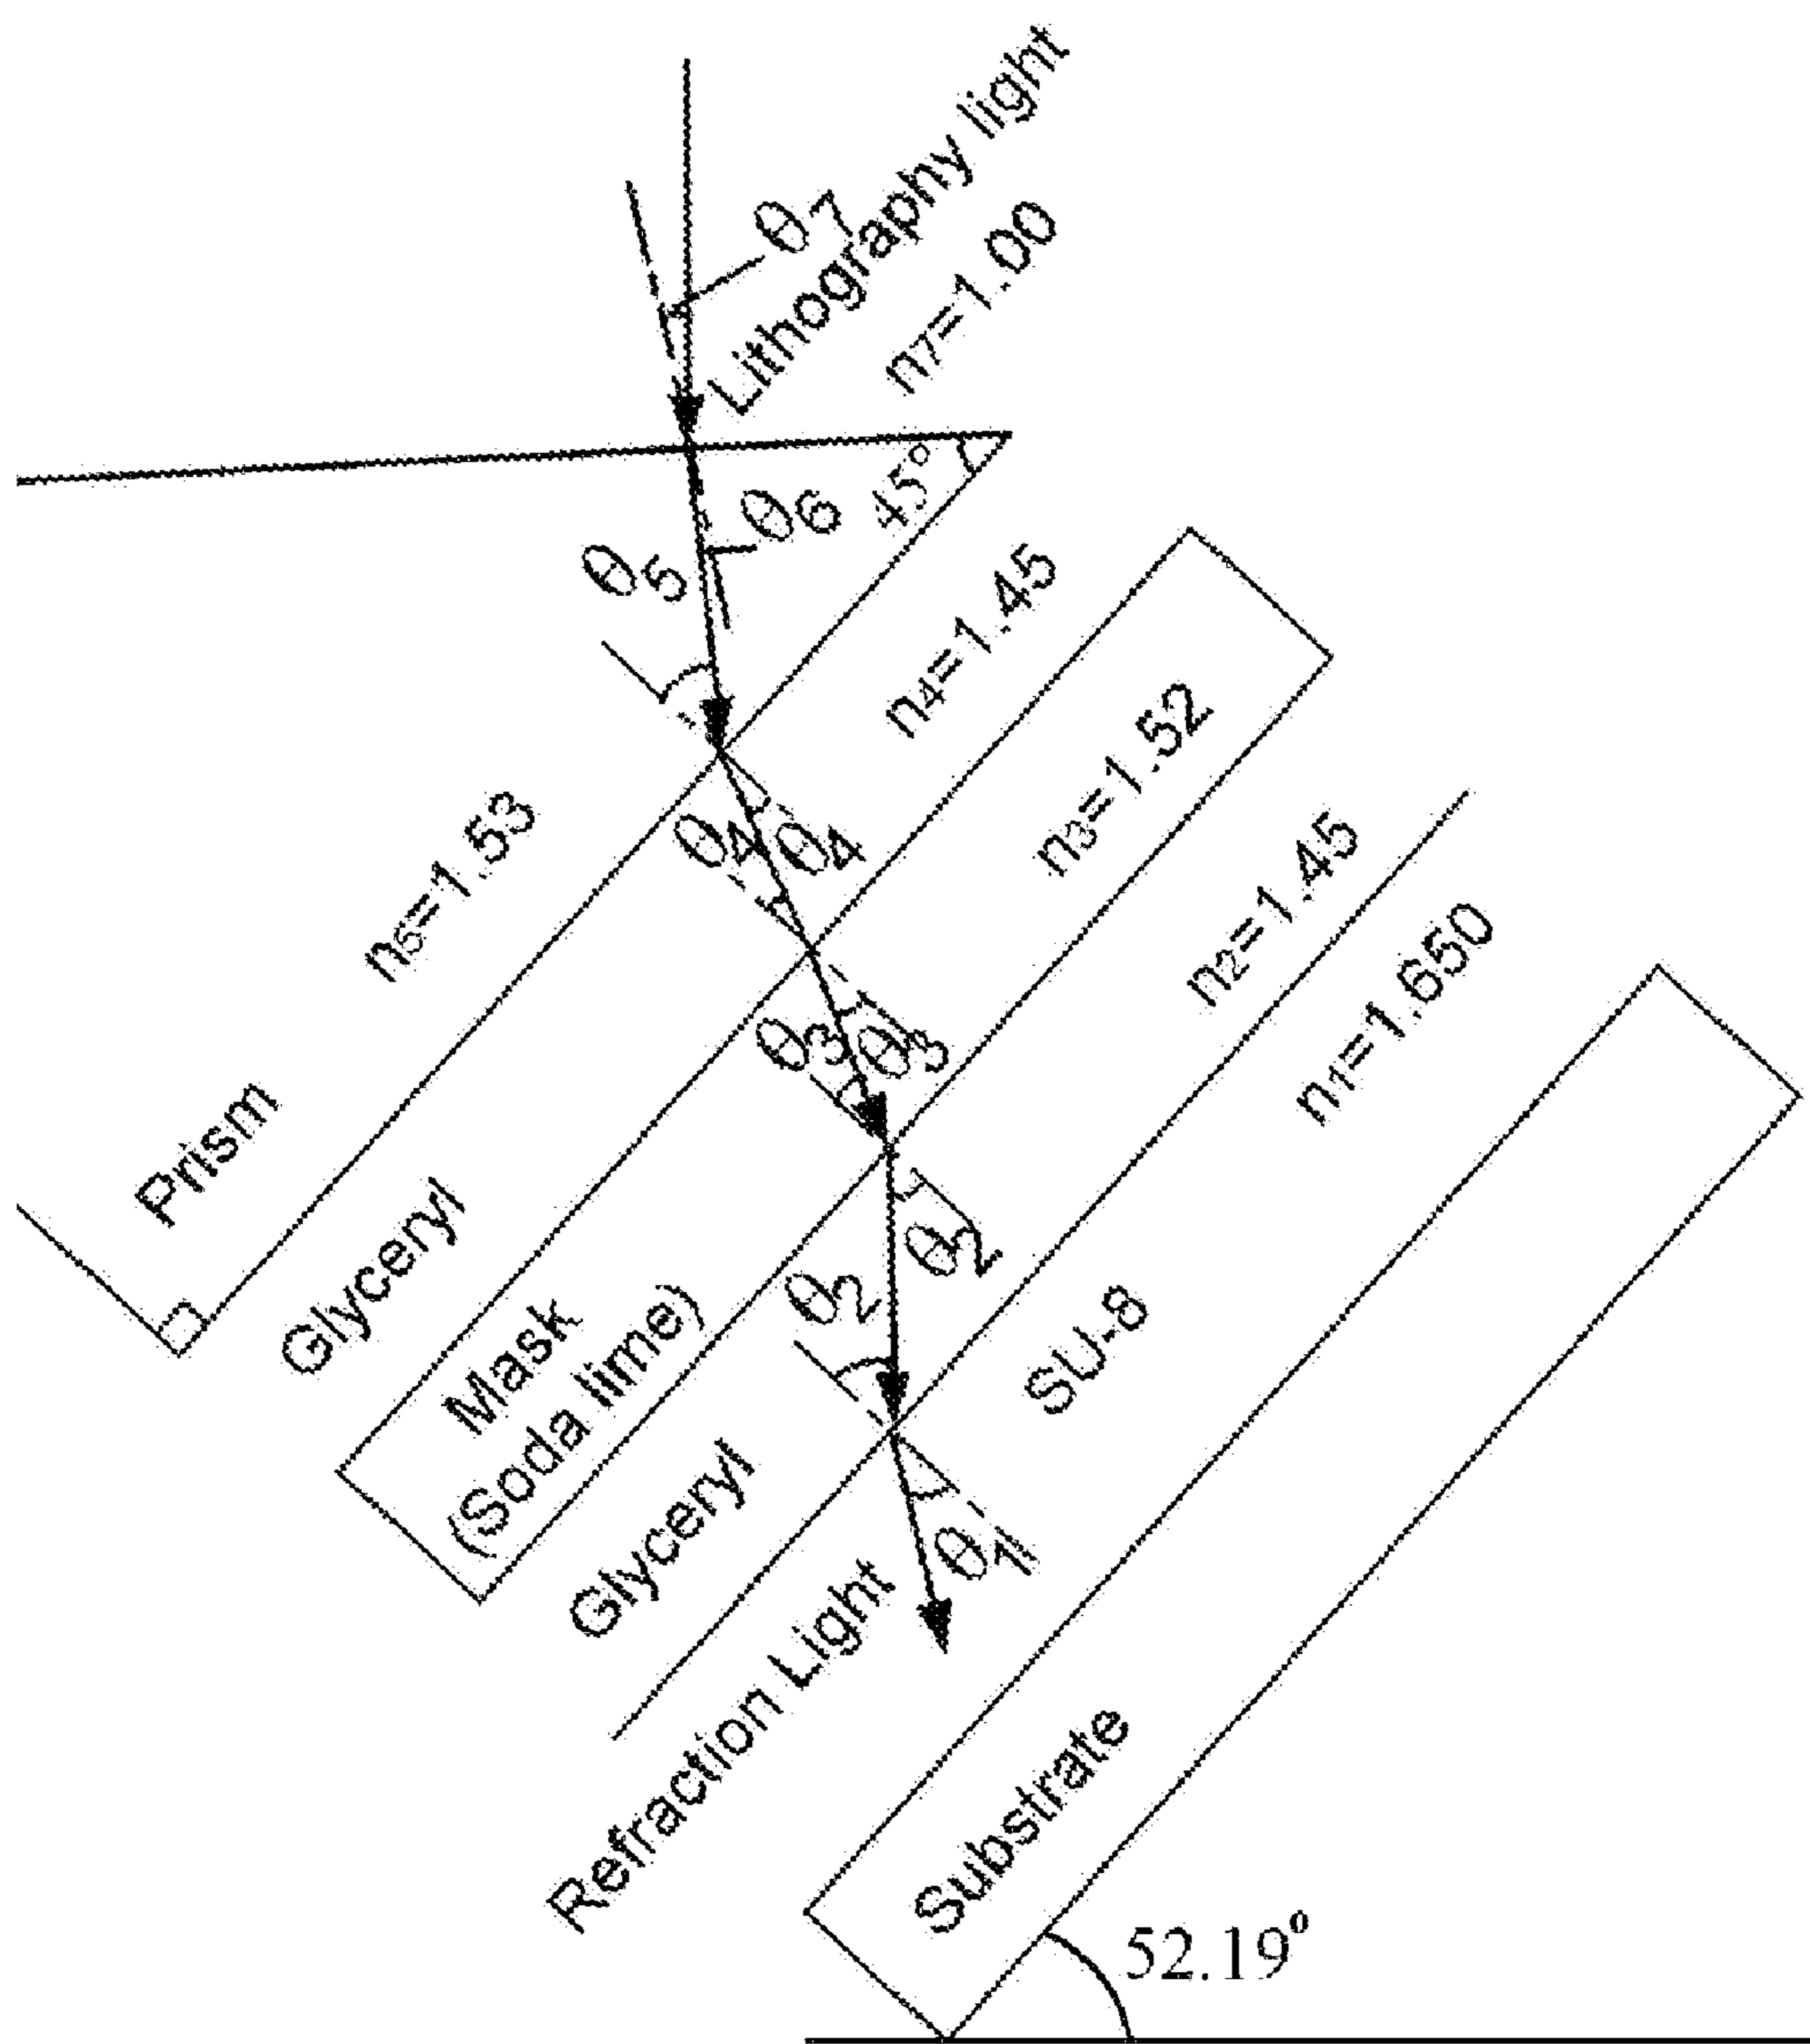 Lithography light
θ7
n7=1.00
45°
θ6
θ5
n5=1.53
Prism
n4=1.45
θ4
θ4
Glyceryl
n3=1.52
θ3
θ3
Mask
(Soda lime)
n2=1.45
θ2
θ2
Glyceryl
n1=1.650
SU-8
θ1
Refraction Light
Substrate
52.19°